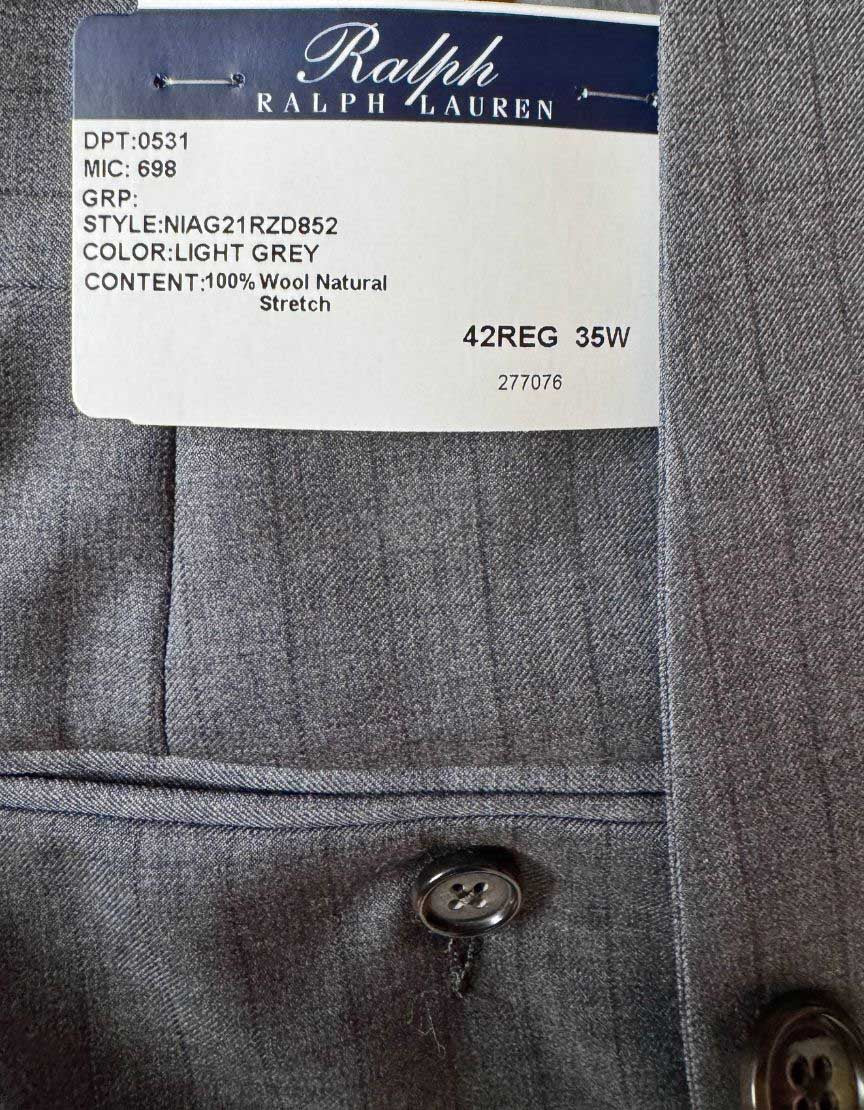 Ralph
RALPH LAUREN
DPT:0531
MIC: 698
GRP:
STYLE:NIAG21RZD852
COLOR:LIGHT GREY
CONTENT:100% Wool Natural
Stretch
42REG 35W
277076